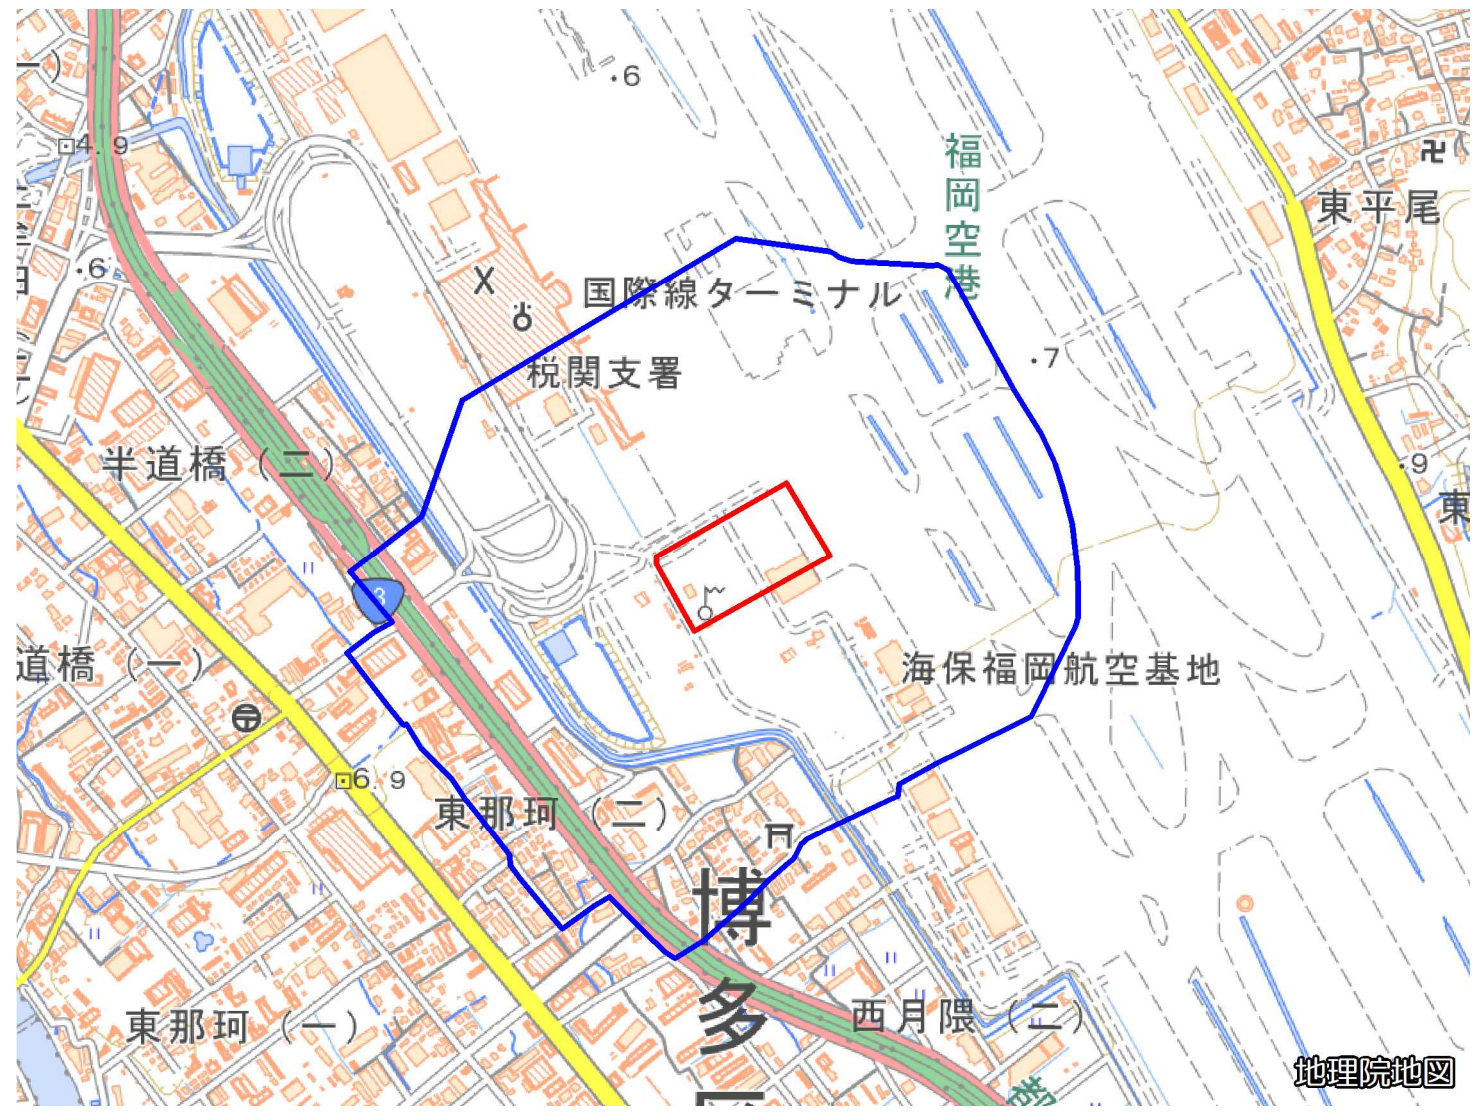 .6
4.9
福岡空港
東平尾
.6
国際線ターミナル
税関支署
.7
半道橋（二）
.9
東
3
道橋（一）
海保福岡航空基地
6.9
東那珂（二）
博多
東那珂（一）
西月隈（二）
地理院地図